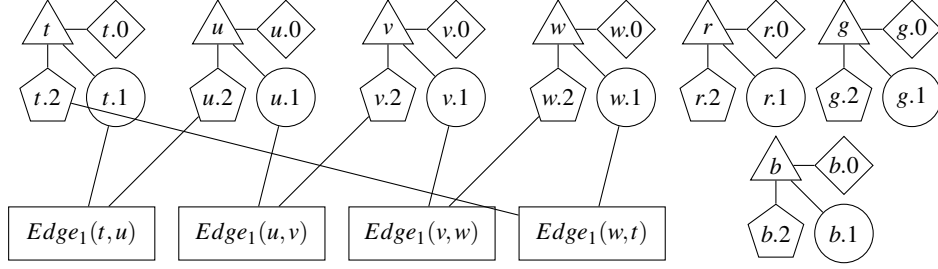 t t.0 u u.0 v v.0 w w.0 r r.0 g g.0
t.2 t.1 u.2 u.1 v.2 v.1 w.2 w.1 r.2 r.1 g.2 g.1
b b.0
Edge₁(t,u) Edge₁(u,v) Edge₁(v,w) Edge₁(w,t)
b.2 b.1